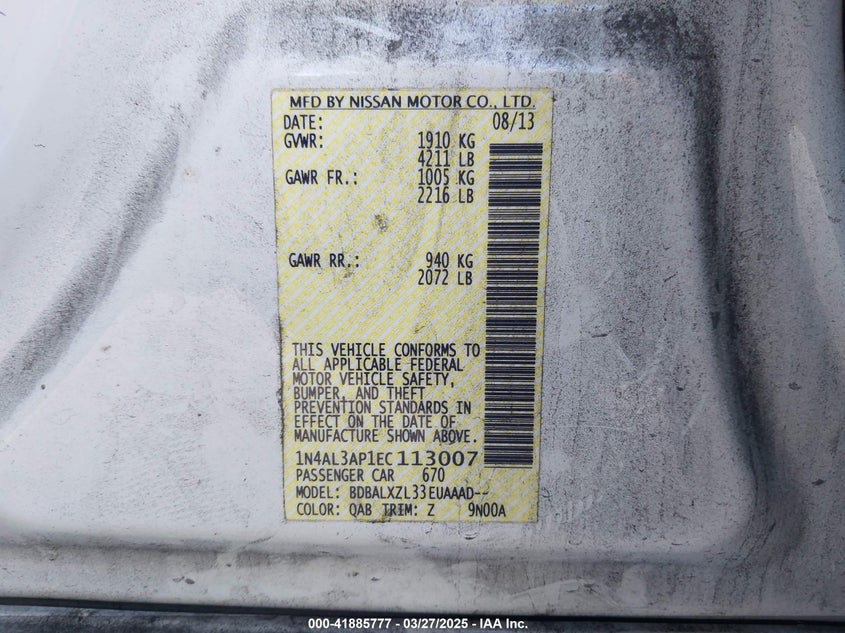 MFD BY NISSAN MOTOR CO., LTD.
DATE: 08/13
GVWR: 1910 KG
4211 LB
GAWR FR.: 1005 KG
2216 LB
GAWR RR.: 940 KG
2072 LB
THIS VEHICLE CONFORMS TO
ALL APPLICABLE FEDERAL
MOTOR VEHICLE SAFETY,
BUMPER, AND THEFT
PREVENTION STANDARDS IN
EFFECT ON THE DATE OF
MANUFACTURE SHOWN ABOVE.
1N4AL3AP1EC113007
PASSENGER CAR 670
MODEL: BDBALXZL33EUAAAD--
COLOR: QAB TRIM: Z 9N00A
000-41885777 - 03/27/2025 - IAA Inc.